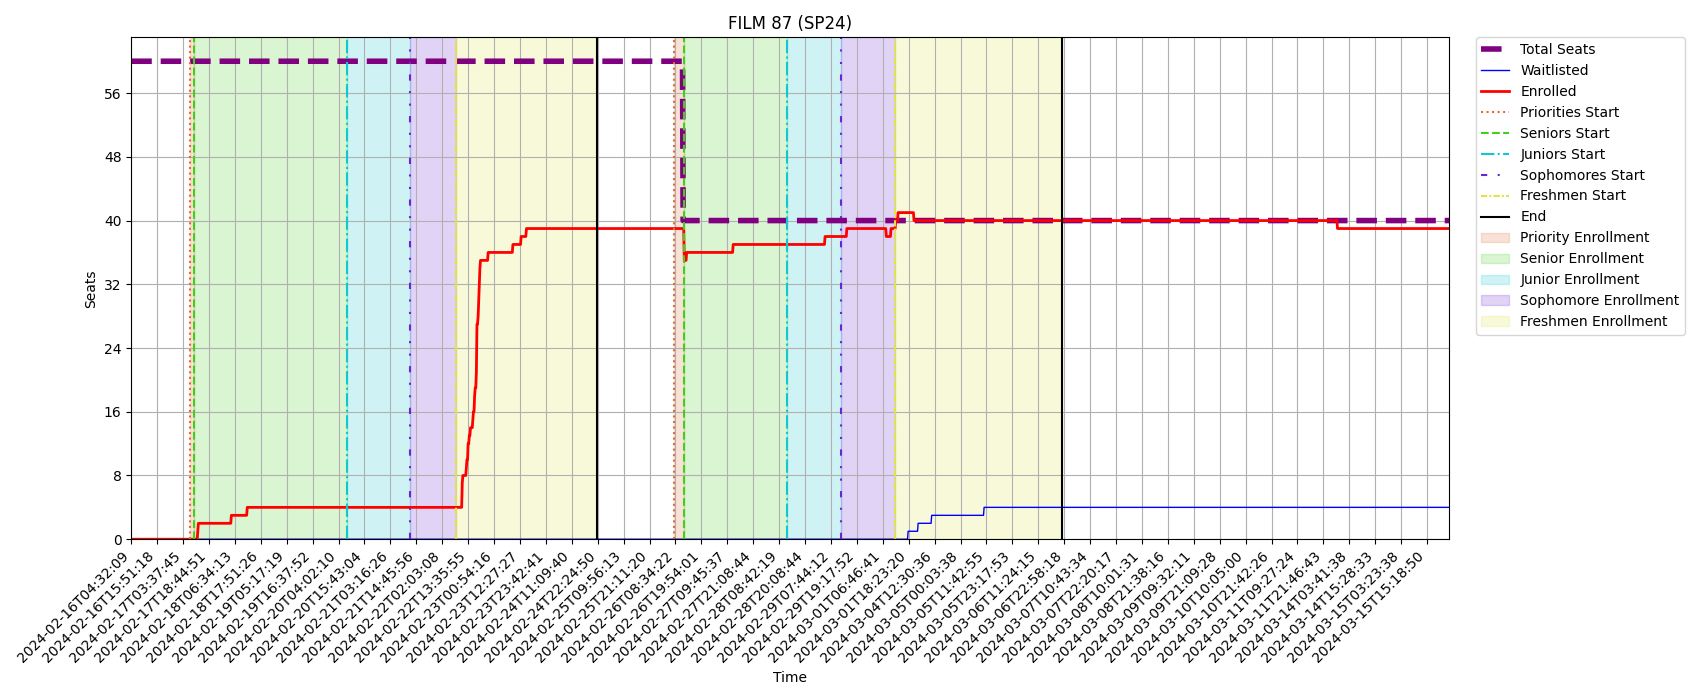 FILM 87 (SP24)
Seats
56
48
40
32
24
16
8
0
2024-02-16T04:32:09
2024-02-16T15:51:18
2024-02-17T03:37:45
2024-02-17T18:44:51
2024-02-18T06:34:13
2024-02-18T17:51:26
2024-02-19T05:17:19
2024-02-19T16:37:52
2024-02-20T04:02:10
2024-02-20T15:43:04
2024-02-21T03:16:26
2024-02-21T14:45:56
2024-02-22T02:03:08
2024-02-22T13:35:55
2024-02-23T00:54:16
2024-02-23T12:27:27
2024-02-23T23:42:41
2024-02-24T11:09:40
2024-02-24T22:24:50
2024-02-25T09:56:13
2024-02-25T21:11:20
2024-02-26T08:34:22
2024-02-26T19:54:01
2024-02-27T09:45:37
2024-02-27T21:08:44
2024-02-28T08:42:19
2024-02-28T20:08:44
2024-02-29T07:44:12
2024-02-29T19:17:52
2024-03-01T06:46:41
2024-03-01T18:23:20
2024-03-04T12:30:36
2024-03-05T00:03:38
2024-03-05T11:42:55
2024-03-05T23:17:53
2024-03-06T11:24:15
2024-03-06T22:58:18
2024-03-07T10:43:34
2024-03-07T22:20:17
2024-03-08T10:01:31
2024-03-08T21:38:16
2024-03-09T09:32:11
2024-03-09T21:09:28
2024-03-10T10:05:00
2024-03-10T21:42:26
2024-03-11T09:27:24
2024-03-11T21:46:43
2024-03-14T03:41:38
2024-03-14T15:28:33
2024-03-15T03:23:38
2024-03-15T15:18:50
Time
Total Seats
Waitlisted
Enrolled
Priorities Start
Seniors Start
Juniors Start
Sophomores Start
Freshmen Start
End
Priority Enrollment
Senior Enrollment
Junior Enrollment
Sophomore Enrollment
Freshmen Enrollment